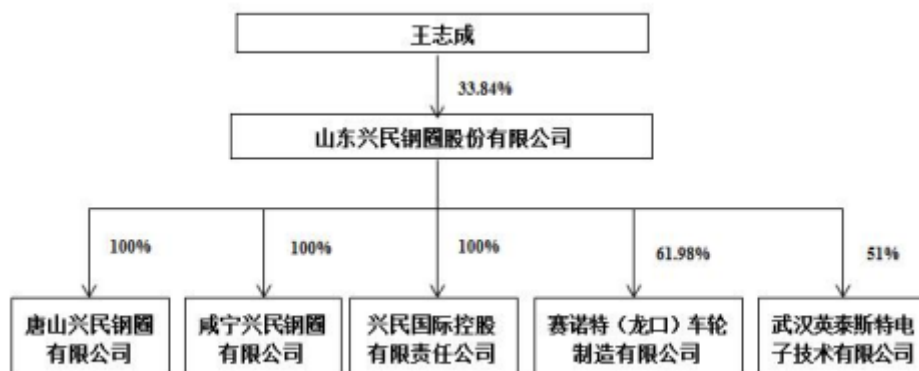 王志成
33.84%
山东兴民钢圈股份有限公司
100%
100%
100%
61.98%
51%
唐山兴民钢圈
有限公司
咸宁兴民钢圈
有限公司
兴民国际控股
有限责任公司
赛诺特（龙口）车轮
制造有限公司
武汉英泰斯特电
子技术有限公司